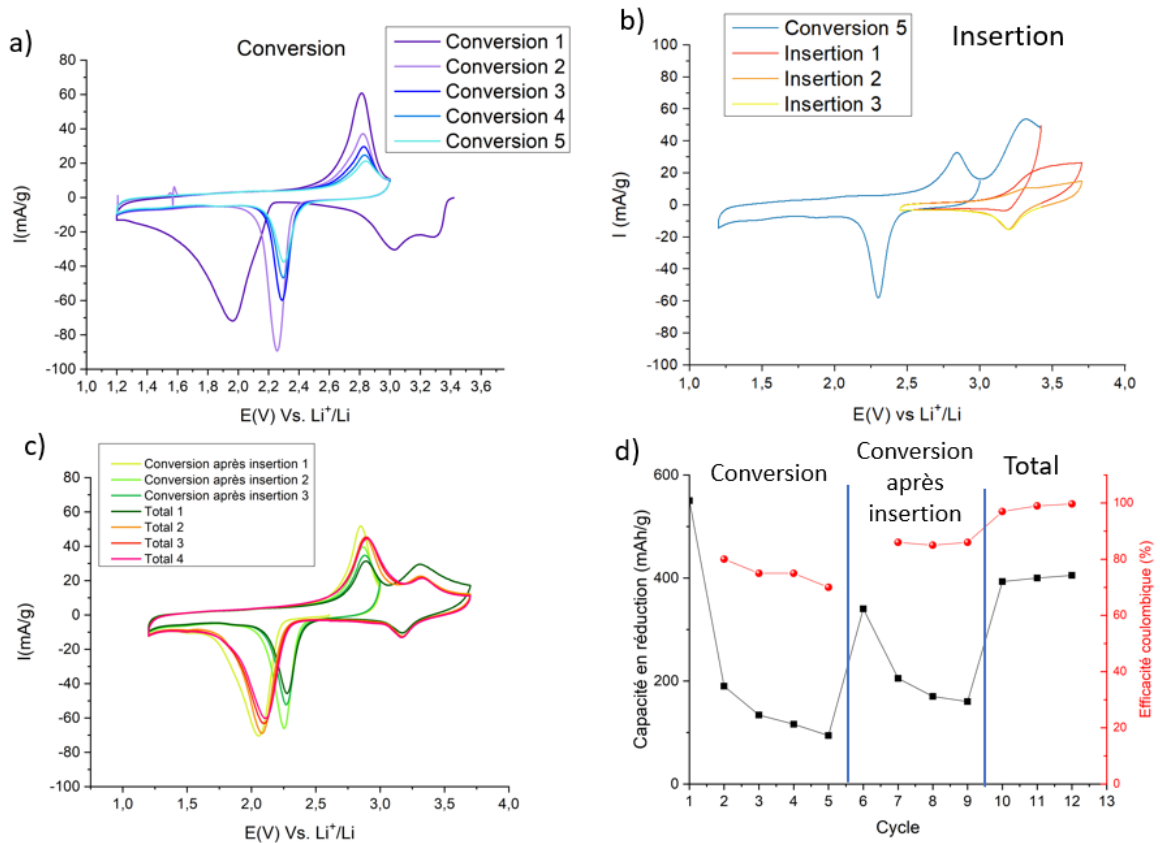 a)
Conversion
Conversion 1
Conversion 2
Conversion 3
Conversion 4
Conversion 5
80
60
40
20
0
-20
-40
-60
-80
-100
I(mA/g)
1,0 1,2 1,4 1,6 1,8 2,0 2,2 2,4 2,6 2,8 3,0 3,2 3,4 3,6
E(V) Vs. Li⁺/Li
b)
Insertion
Conversion 5
Insertion 1
Insertion 2
Insertion 3
100
80
60
40
20
0
-20
-40
-60
-80
-100
I (mA/g)
1,0 1,5 2,0 2,5 3,0 3,5 4,0
E(V) vs Li⁺/Li
c)
Conversion après insertion 1
Conversion après insertion 2
Conversion après insertion 3
Total 1
Total 2
Total 3
Total 4
80
60
40
20
0
-20
-40
-60
-80
-100
I(mA/g)
1,0 1,5 2,0 2,5 3,0 3,5 4,0
E(V) Vs. Li⁺/Li
d)
Conversion
Conversion
après
insertion
Total
600
400
200
0
Capacité en réduction (mAh/g)
100
80
60
40
20
0
Efficacité coulombique (%)
1 2 3 4 5 6 7 8 9 10 11 12 13
Cycle